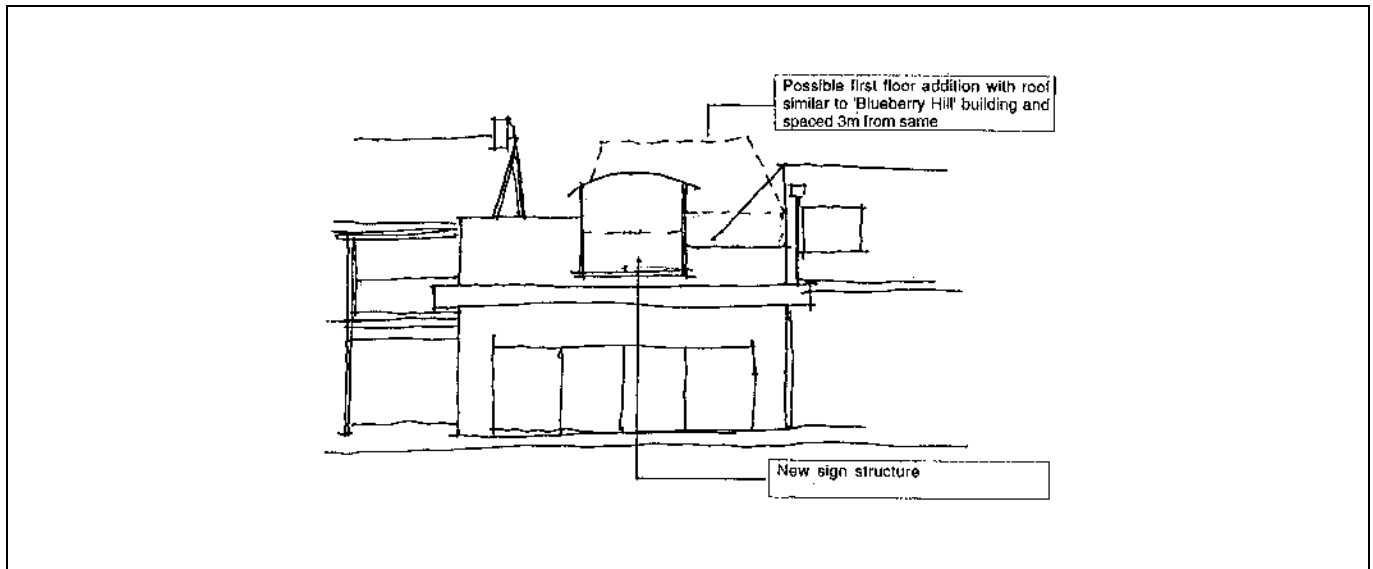 Possible first floor addition with roof
similar to 'Blueberry Hill' building and
spaced 3m from same
New sign structure